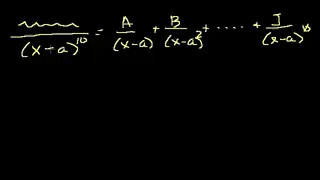 /(x+a)^10 = A/(x-a) + B/(x-a)^2 + ..... + J/(x-a)^10